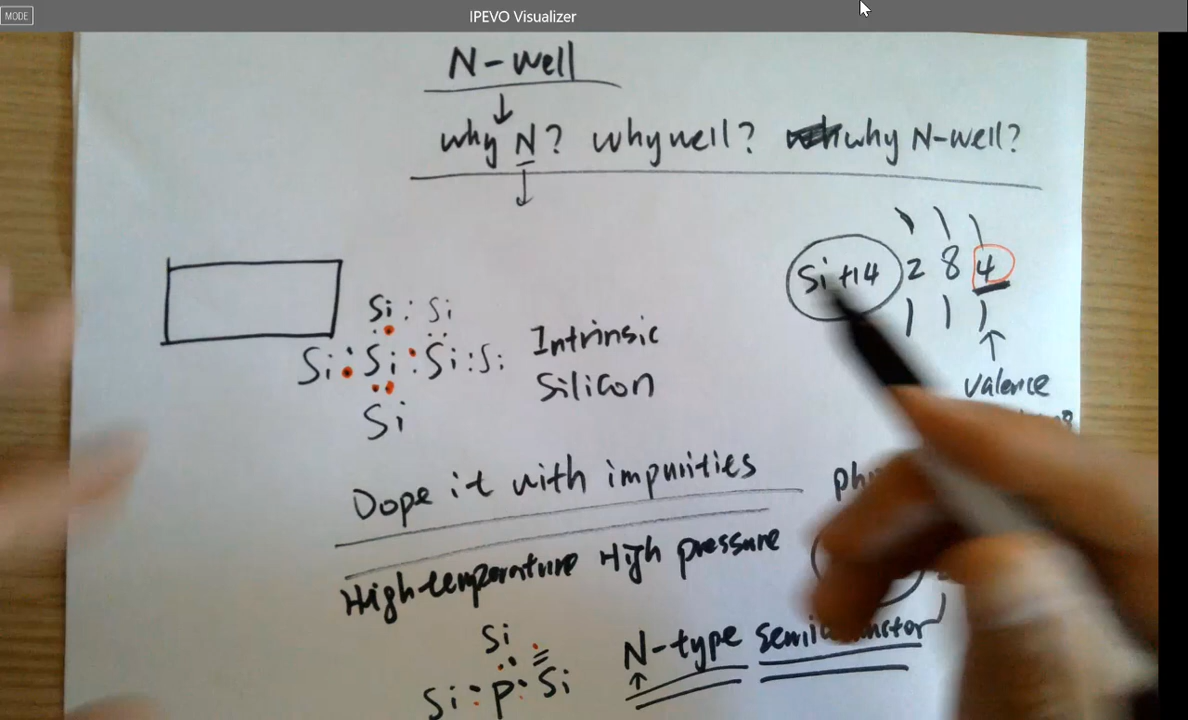 MODE
IPEVO Visualizer
N-well
why N? why well? why N-well?
Si +14 2 8 4
Si : Si
Si : Si : Si : Si
Si
Intrinsic
Silicon
valence
Dope it with impurities
High-temperature High pressure
Si
Si : P : Si
N-type semiconductor